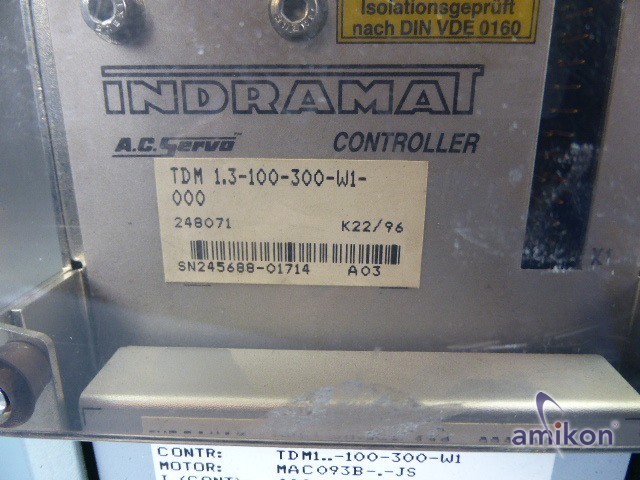 Isolationsgeprüft
nach DIN VDE 0160
INDRAMAT
A.C. Servo™ CONTROLLER
TDM 1.3-100-300-W1-
000
248071 K22/96
SN245688-01714 A03
X1
amikon
CONTR: TDM1..-100-300-W1
MOTOR: MAC093B-.-JS